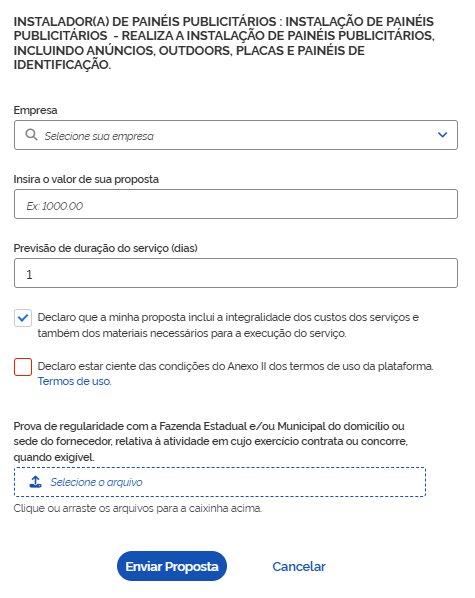 INSTALADOR(A) DE PAINÉIS PUBLICITÁRIOS : INSTALAÇÃO DE PAINÉIS
PUBLICITÁRIOS - REALIZA A INSTALAÇÃO DE PAINÉIS PUBLICITÁRIOS,
INCLUINDO ANÚNCIOS, OUTDOORS, PLACAS E PAINÉIS DE
IDENTIFICAÇÃO.
Empresa
Selecione sua empresa
Insira o valor de sua proposta
Ex: 1000.00
Previsão de duração do serviço (dias)
1
Declaro que a minha proposta inclui a integralidade dos custos dos serviços e
também dos materiais necessários para a execução do serviço.
Declaro estar ciente das condições do Anexo II dos termos de uso da plataforma.
Termos de uso.
Prova de regularidade com a Fazenda Estadual e/ou Municipal do domicílio ou
sede do fornecedor, relativa à atividade em cujo exercício contrata ou concorre,
quando exigível.
Selecione o arquivo
Clique ou arraste os arquivos para a caixinha acima.
Enviar Proposta
Cancelar